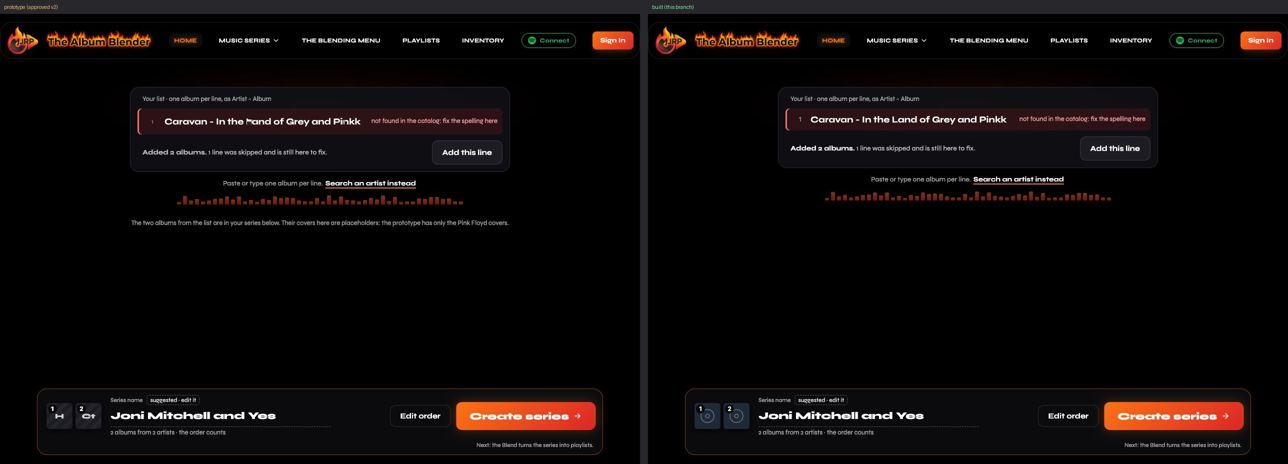 prototype (approved v2)
The Album Blender HOME MUSIC SERIES THE BLENDING MENU PLAYLISTS INVENTORY Connect Sign In
Your list · one album per line, as Artist - Album
1 Caravan - In the Land of Grey and Pinkk not found in the catalog: fix the spelling here
Added 2 albums. 1 line was skipped and is still here to fix. Add this line
Paste or type one album per line. Search an artist instead
The two albums from the list are in your series below. Their covers here are placeholders: the prototype has only the Pink Floyd covers.
Series name suggested · edit it
1 H 2 Ct Joni Mitchell and Yes Edit order Create series →
2 albums from 2 artists · the order counts
Next: the Blend turns the series into playlists.
built (this branch)
The Album Blender HOME MUSIC SERIES THE BLENDING MENU PLAYLISTS INVENTORY Connect Sign In
Your list · one album per line, as Artist - Album
1 Caravan - In the Land of Grey and Pinkk not found in the catalog: fix the spelling here
Added 2 albums. 1 line was skipped and is still here to fix. Add this line
Paste or type one album per line. Search an artist instead
Series name suggested · edit it
1 2 Joni Mitchell and Yes Edit order Create series →
2 albums from 2 artists · the order counts
Next: the Blend turns the series into playlists.